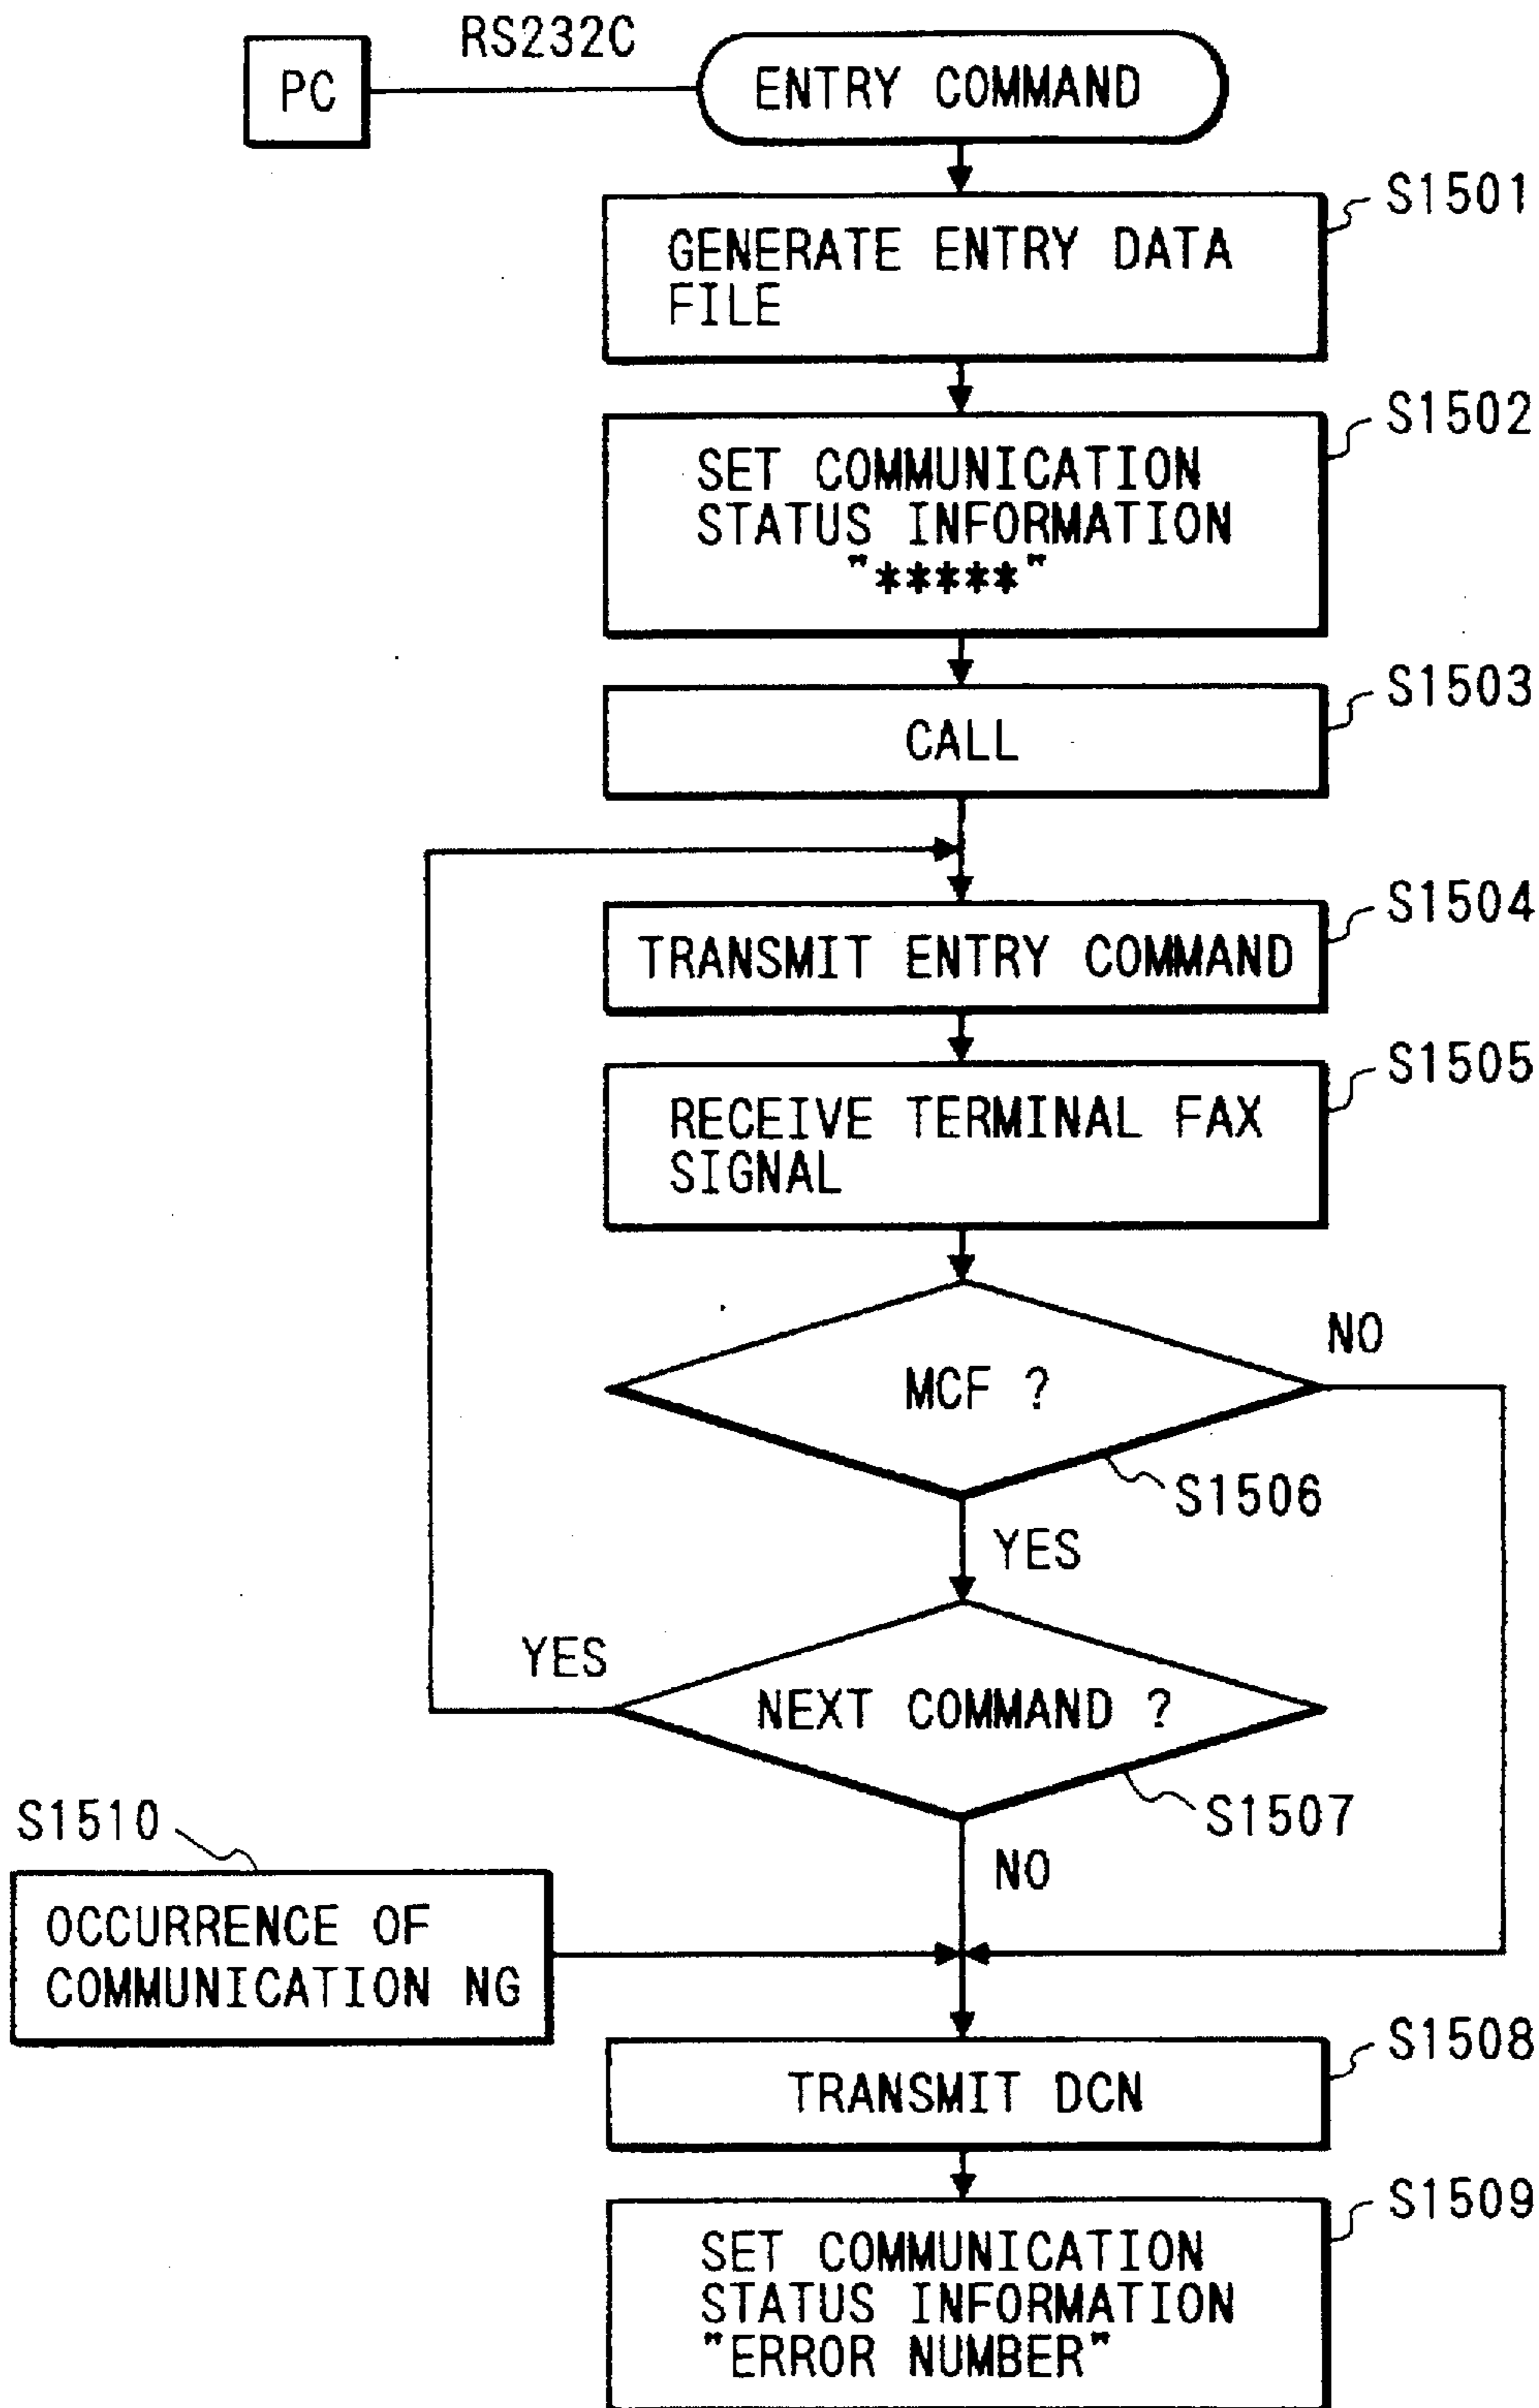 RS232C
PC
ENTRY COMMAND
S1501
GENERATE ENTRY DATA
FILE
S1502
SET COMMUNICATION
STATUS INFORMATION
"*****"
S1503
CALL
S1504
TRANSMIT ENTRY COMMAND
S1505
RECEIVE TERMINAL FAX
SIGNAL
NO
MCF ?
S1506
YES
YES
NEXT COMMAND ?
S1507
S1510
NO
OCCURRENCE OF
COMMUNICATION NG
S1508
TRANSMIT DCN
S1509
SET COMMUNICATION
STATUS INFORMATION
"ERROR NUMBER"